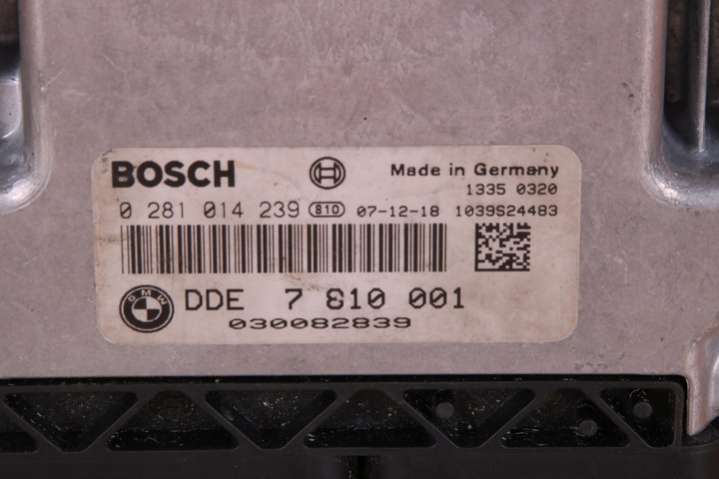 BOSCH Made in Germany
1335 0320
0 281 014 239 810 07-12-18 1039S24483
BMW DDE 7 810 001
030082839